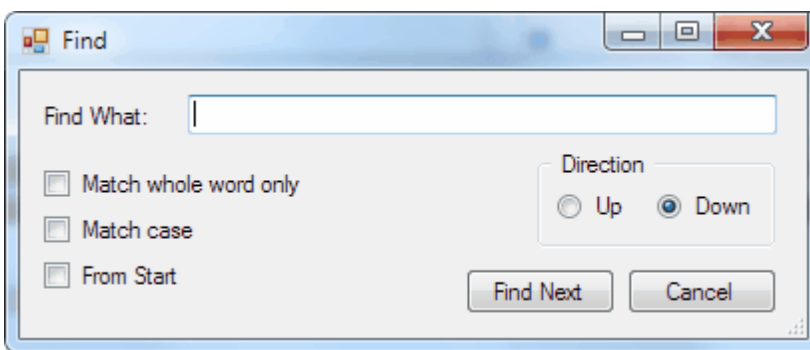 Find
Find What:
Direction
Match whole word only
Up Down
Match case
From Start
Find Next Cancel